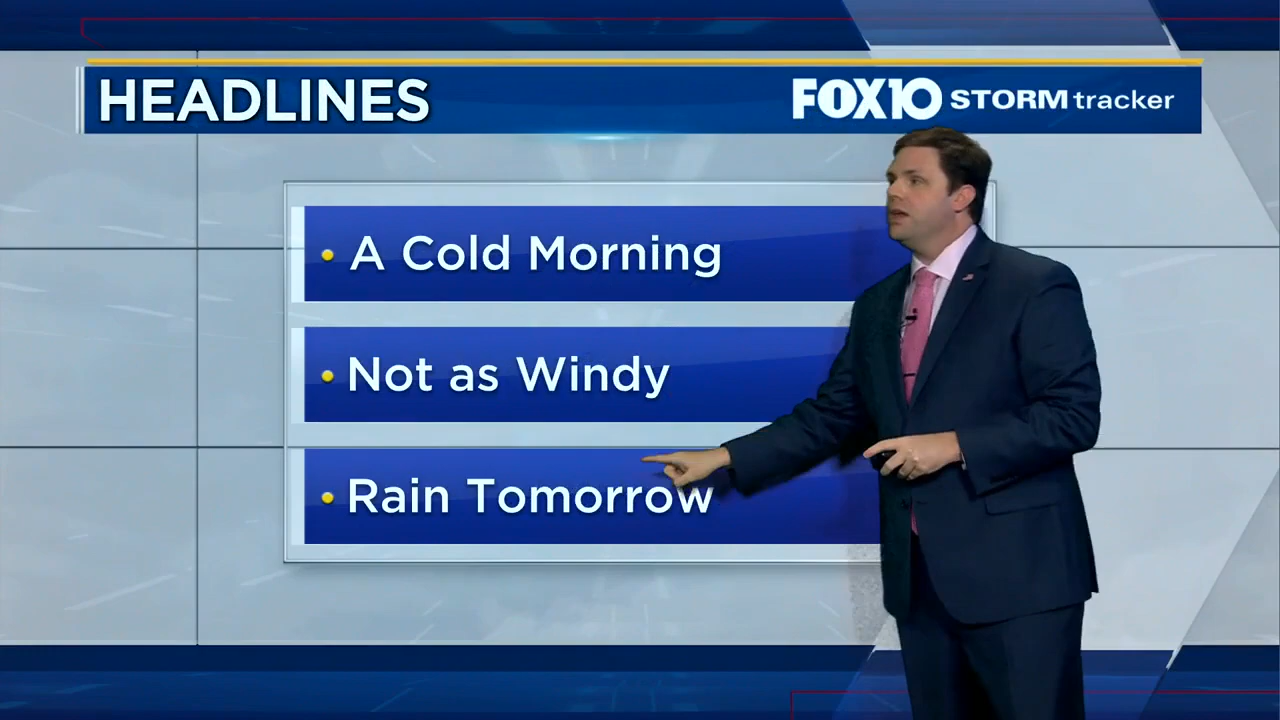 HEADLINES
FOX10 STORM tracker
• A Cold Morning
• Not as Windy
• Rain Tomorrow